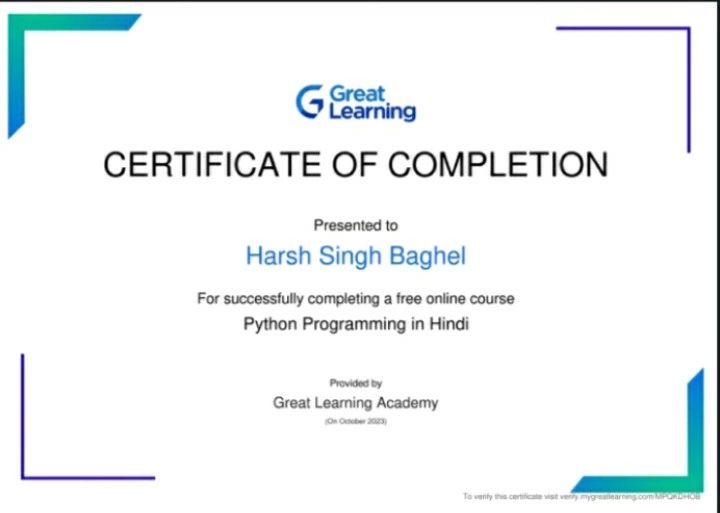 Great
Learning
CERTIFICATE OF COMPLETION
Presented to
Harsh Singh Baghel
For successfully completing a free online course
Python Programming in Hindi
Provided by
Great Learning Academy
(On October 2023)
To verify this certificate visit verify.mygreatlearning.com/MPQKDHOB